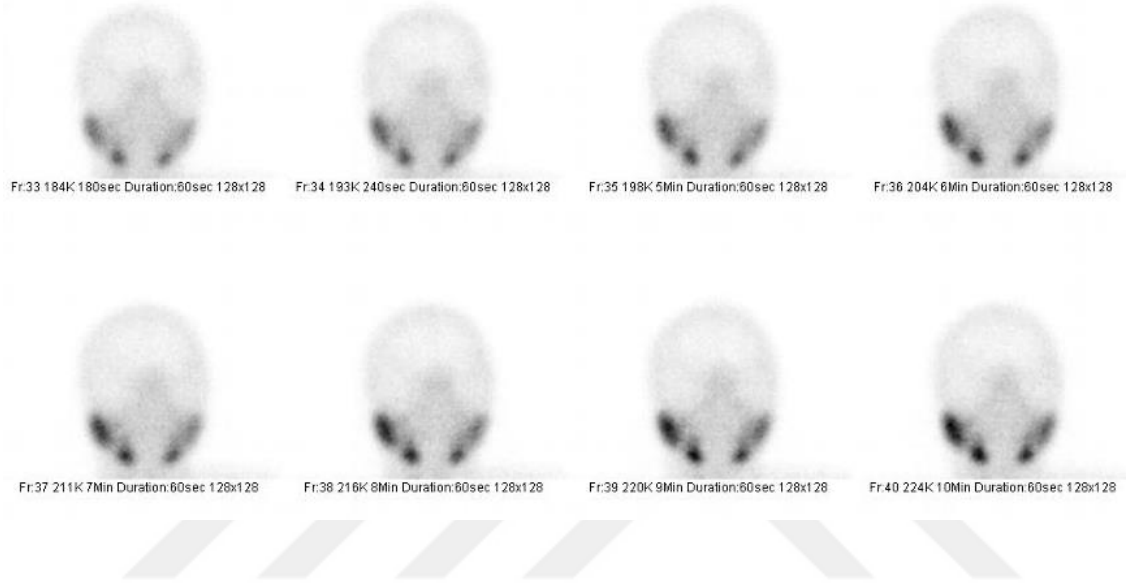 Fr:33 184K 180sec Duration:60sec 128x128
Fr:34 193K 240sec Duration:60sec 128x128
Fr:35 198K 5Min Duration:60sec 128x128
Fr:36 204K 6Min Duration:60sec 128x128
Fr:37 211K 7Min Duration:60sec 128x128
Fr:38 216K 8Min Duration:60sec 128x128
Fr:39 220K 9Min Duration:60sec 128x128
Fr:40 224K 10Min Duration:60sec 128x128